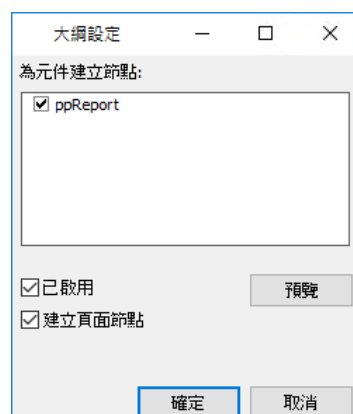 大綱設定
為元件建立節點:
ppReport
已啟用
預覽
建立頁面節點
確定
取消